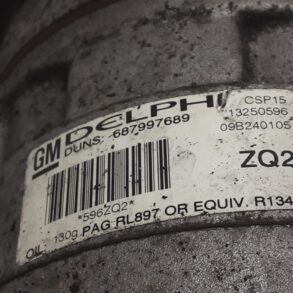 GM DELPHI CSP15
DUNS: 687997689 13250596
09B240105
ZQ2
*596ZQ2*
OIL: 130g PAG RL897 OR EQUIV. R134